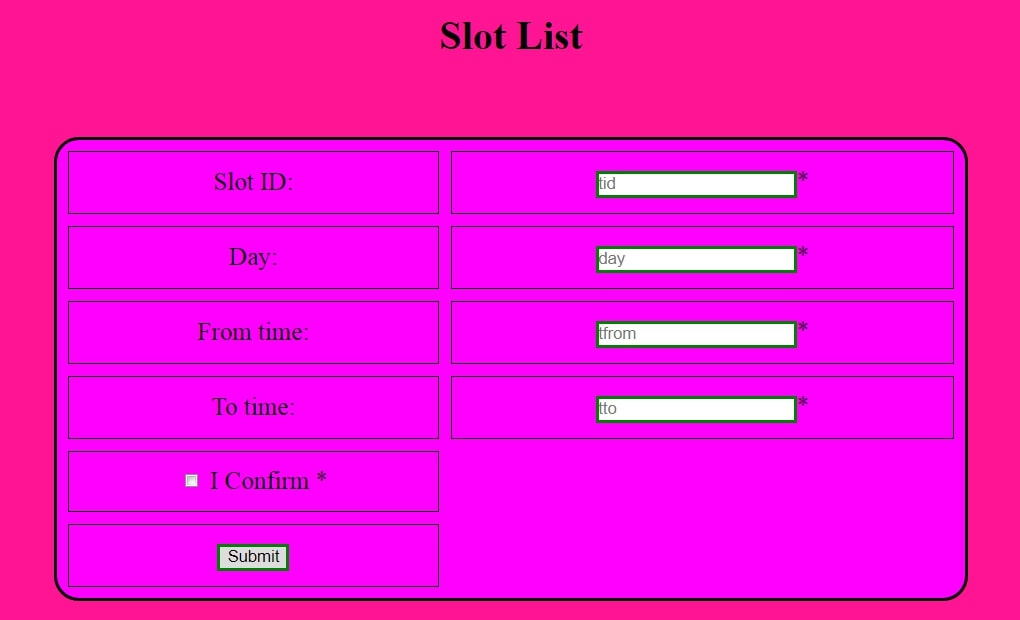 Slot List
Slot ID: tid *
Day: day *
From time: tfrom *
To time: tto *
I Confirm *
Submit